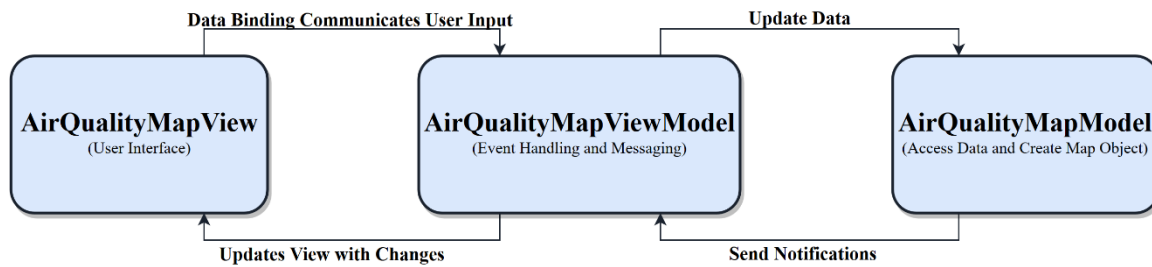 Data Binding Communicates User Input
Update Data
AirQualityMapView
(User Interface)
AirQualityMapViewModel
(Event Handling and Messaging)
AirQualityMapModel
(Access Data and Create Map Object)
Updates View with Changes
Send Notifications